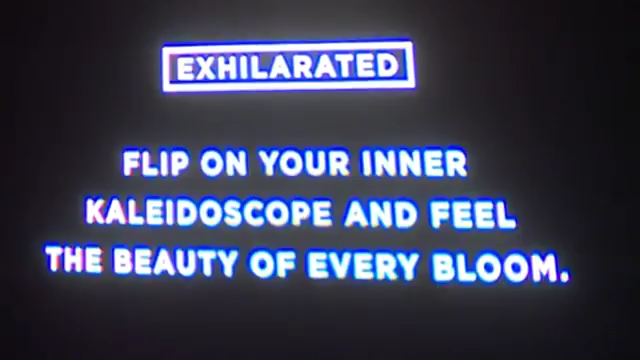 EXHILARATED
FLIP ON YOUR INNER
KALEIDOSCOPE AND FEEL
THE BEAUTY OF EVERY BLOOM.